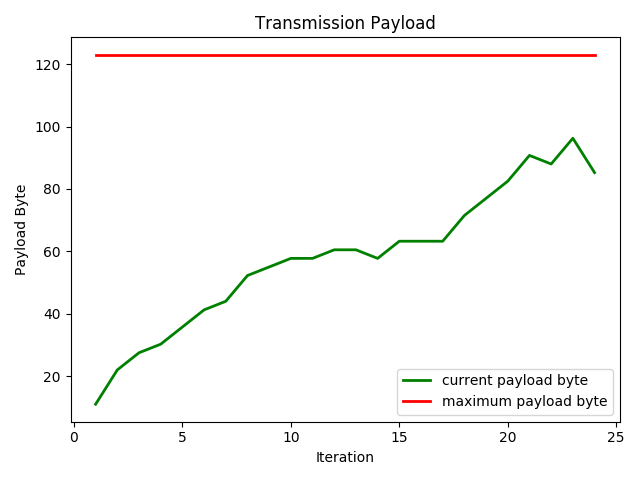 Transmission Payload
120
100
80
60
40
20
Payload Byte
0
5
10
15
20
25
Iteration
current payload byte
maximum payload byte